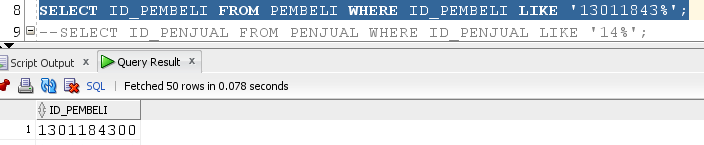 8 SELECT ID_PEMBELI FROM PEMBELI WHERE ID_PEMBELI LIKE '13011843%';
9 --SELECT ID_PENJUAL FROM PENJUAL WHERE ID_PENJUAL LIKE '14%';
Script Output x Query Result x
SQL | Fetched 50 rows in 0.078 seconds
ID_PEMBELI
1 1301184300